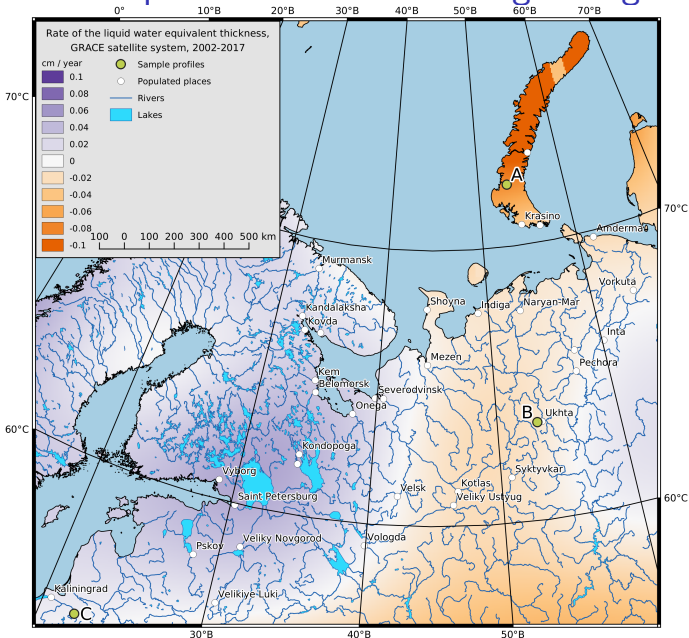 0° 10°В 20°В 30°В 40°В 50°В 60°В 70°В
Rate of the liquid water equivalent thickness,
GRACE satellite system, 2002-2017
cm / year
0.1
0.08
0.06
0.04
0.02
0
-0.02
-0.04
-0.06
-0.08
-0.1
Sample profiles
Populated places
Rivers
Lakes
100 0 100 200 300 400 500 km
70°С
70°С
A
Krasino
Amderman
Murmansk
Vorkuta
Kandalaksha
Shoyna
Indiga
Naryan-Mar
Kovda
Inta
Mezen
Pechora
Kem
Belomorsk
Severodvinsk
Onega
B
Ukhta
60°С
Kondopoga
Vyborg
Syktyvkar
Kotlas
Velsk
Saint Petersburg
Veliky Ustyug
60°С
Veliky Novgorod
Vologda
Pskov
Kaliningrad
Velikiye Luki
C
30°В 40°В 50°В